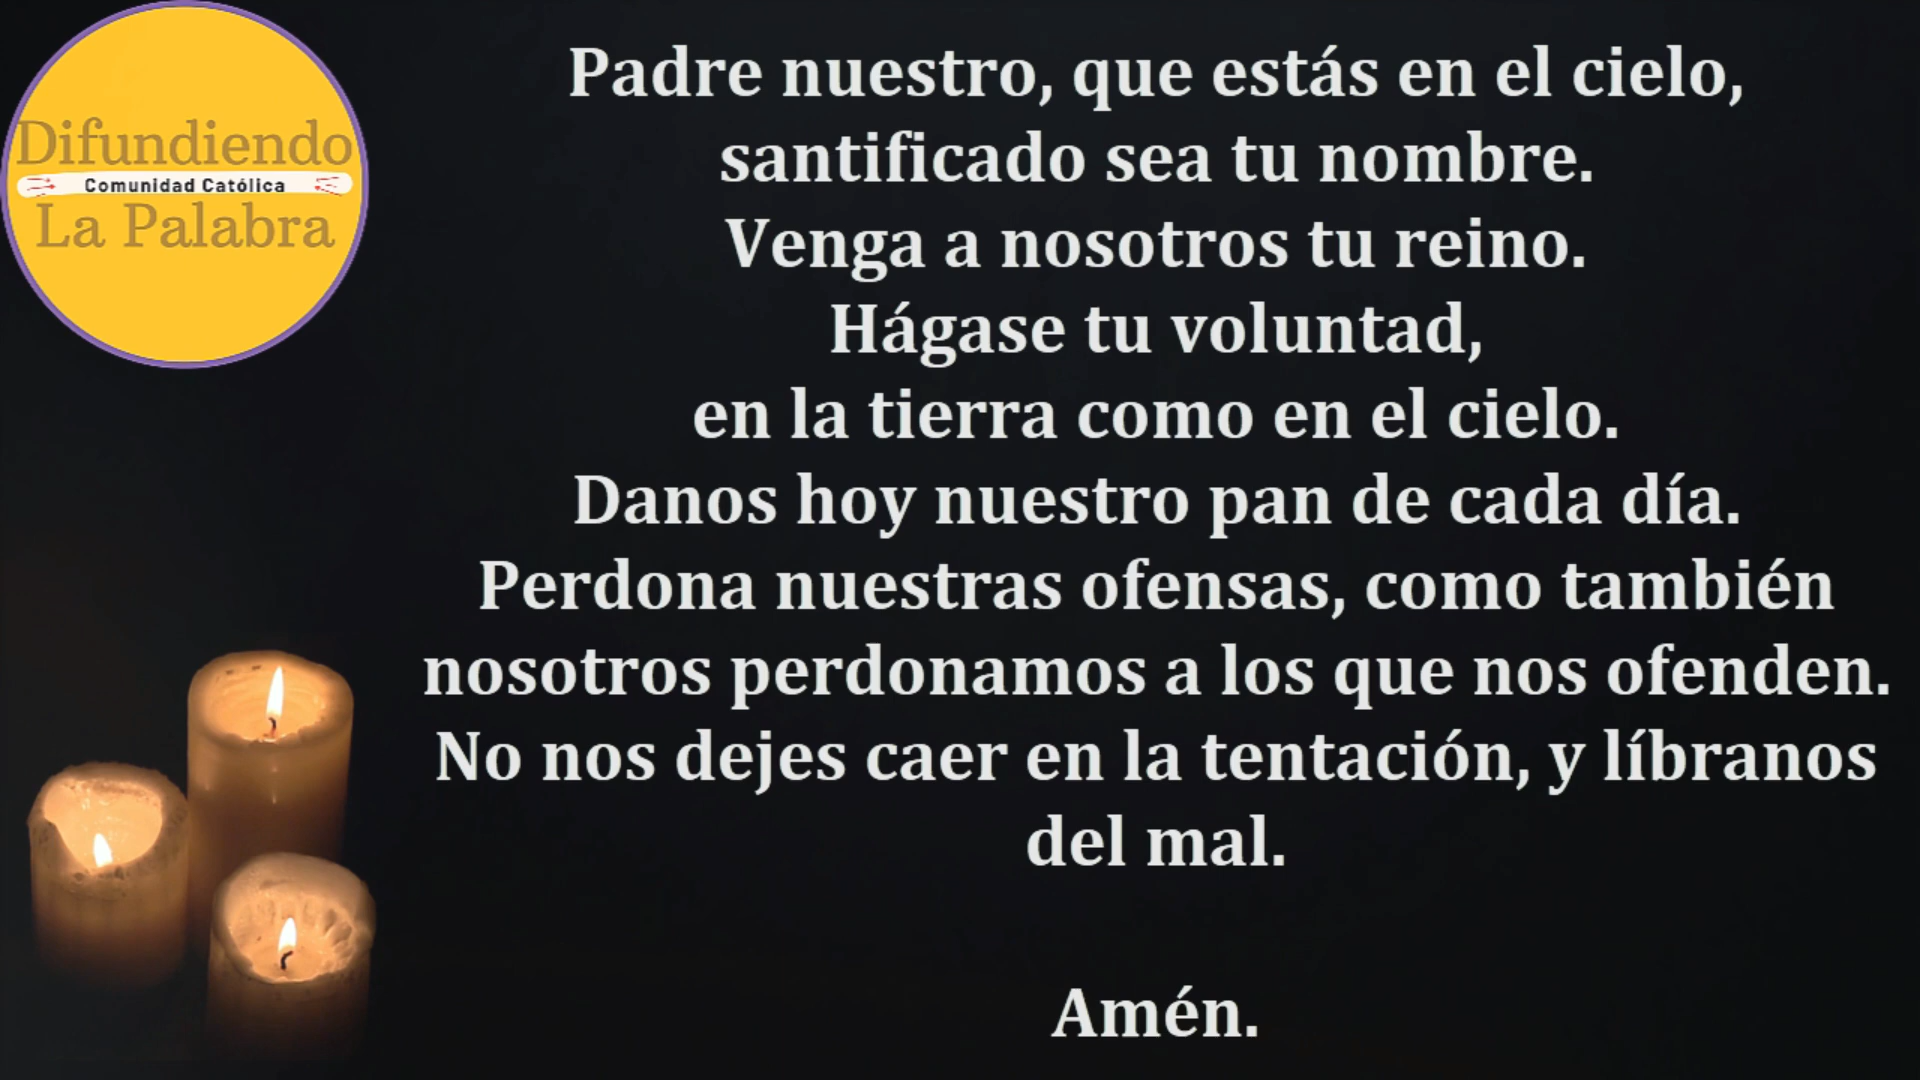 Difundiendo
Comunidad Católica
La Palabra
Padre nuestro, que estás en el cielo,
santificado sea tu nombre.
Venga a nosotros tu reino.
Hágase tu voluntad,
en la tierra como en el cielo.
Danos hoy nuestro pan de cada día.
Perdona nuestras ofensas, como también
nosotros perdonamos a los que nos ofenden.
No nos dejes caer en la tentación, y líbranos
del mal.
Amén.